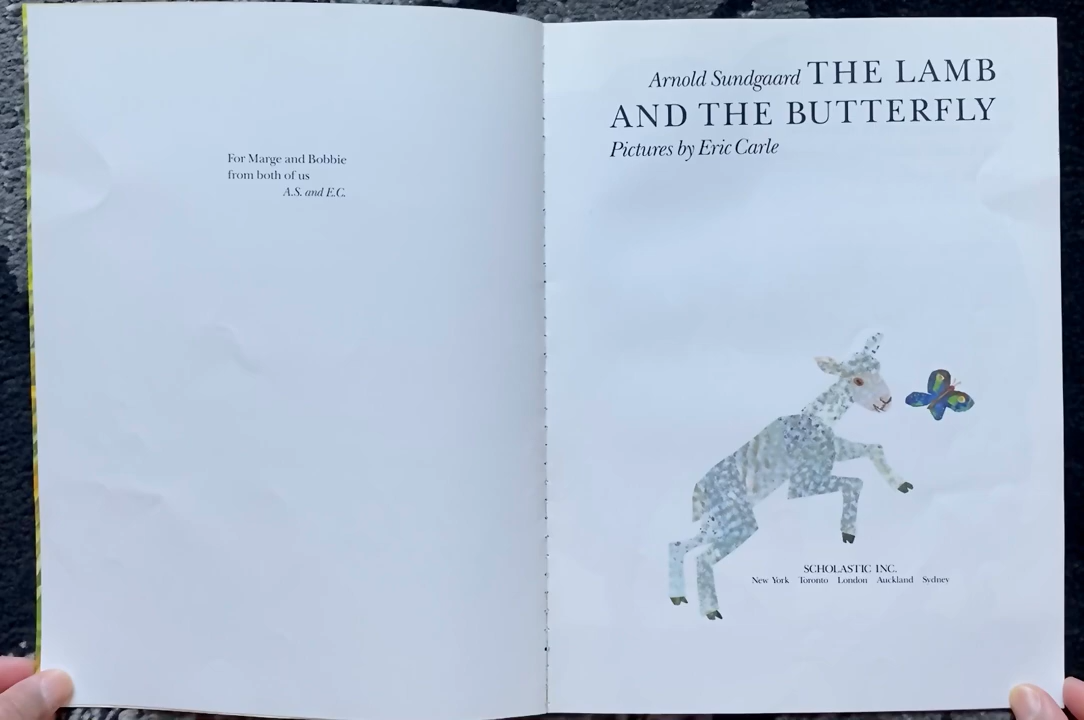 For Marge and Bobbie
from both of us
A.S. and E.C.
Arnold Sundgaard THE LAMB
AND THE BUTTERFLY
Pictures by Eric Carle
SCHOLASTIC INC.
New York Toronto London Auckland Sydney